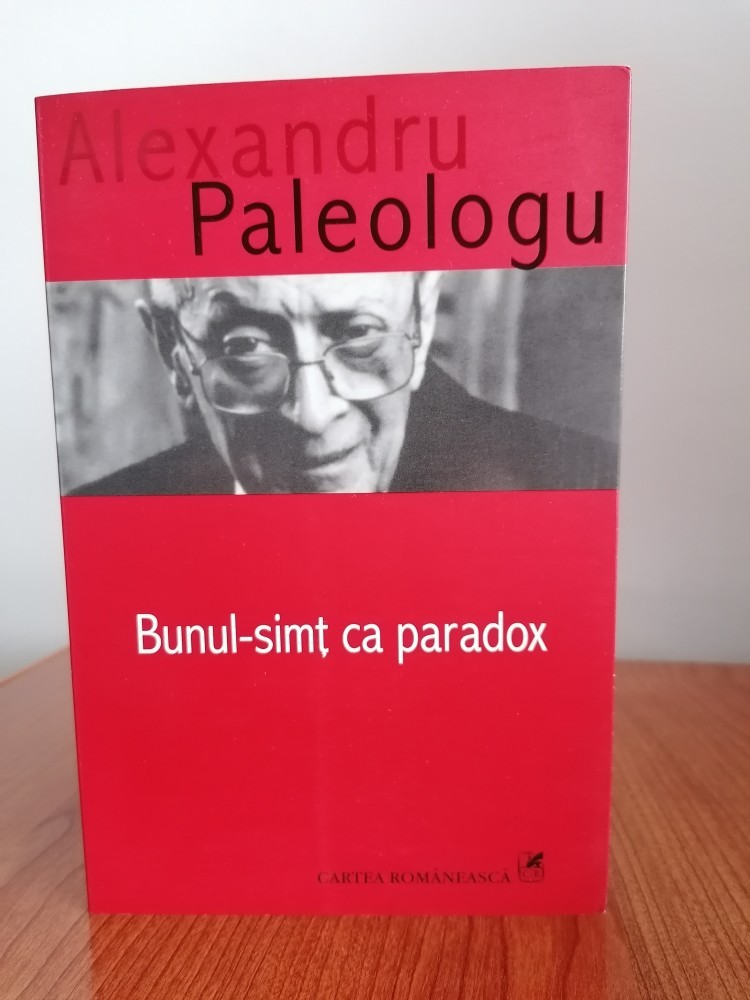 Alexandru
Paleologu
Bunul-simț ca paradox
CARTEA ROMÂNEASCĂ
C R